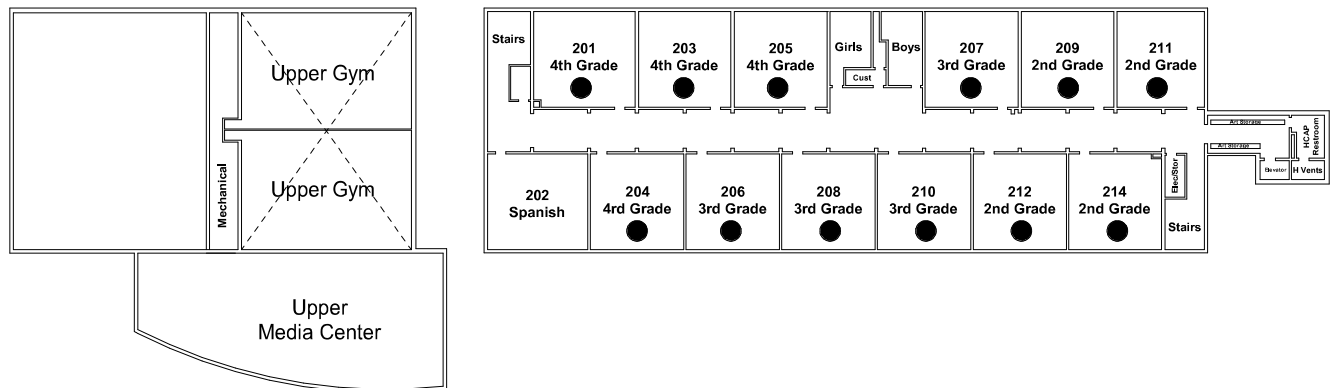 Upper Gym
Upper Gym
Mechanical
Upper
Media Center
Stairs
201
4th Grade
203
4th Grade
205
4th Grade
Girls
Cust
Boys
207
3rd Grade
209
2nd Grade
211
2nd Grade
Art Storage
Art Storage
HCAP
Restroom
Elevator
H Vents
202
Spanish
204
4rd Grade
206
3rd Grade
208
3rd Grade
210
3rd Grade
212
2nd Grade
214
2nd Grade
Elec/Stor
Stairs